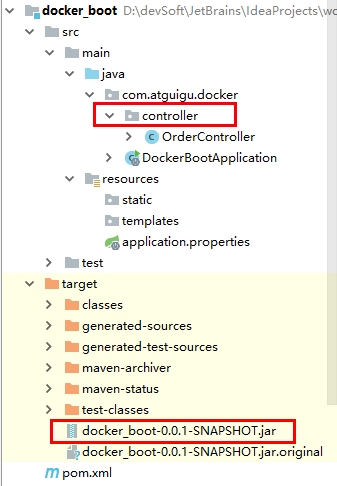 docker_boot D:\devSoft\JetBrains\IdeaProjects\wo
src
main
java
com.atguigu.docker
controller
OrderController
DockerBootApplication
resources
static
templates
application.properties
test
target
classes
generated-sources
generated-test-sources
maven-archiver
maven-status
test-classes
docker_boot-0.0.1-SNAPSHOT.jar
docker_boot-0.0.1-SNAPSHOT.jar.original
pom.xml